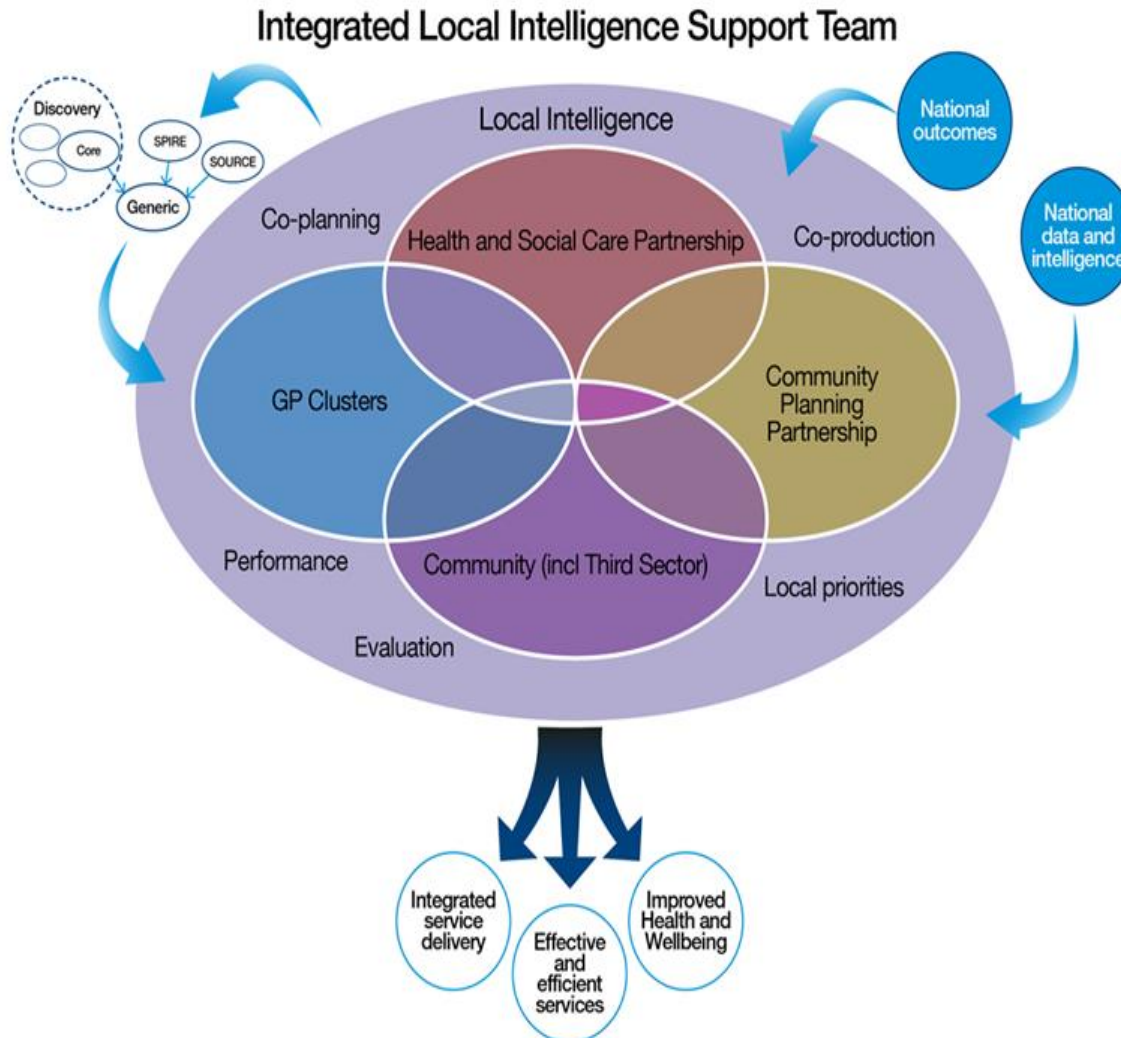 Integrated Local Intelligence Support Team
Discovery
Core
SPIRE
SOURCE
Generic
Local Intelligence
National
outcomes
National
data and
intelligence
Co-planning
Health and Social Care Partnership
Co-production
GP Clusters
Community
Planning
Partnership
Performance
Community (incl Third Sector)
Local priorities
Evaluation
Integrated
service
delivery
Effective
and
efficient
services
Improved
Health and
Wellbeing